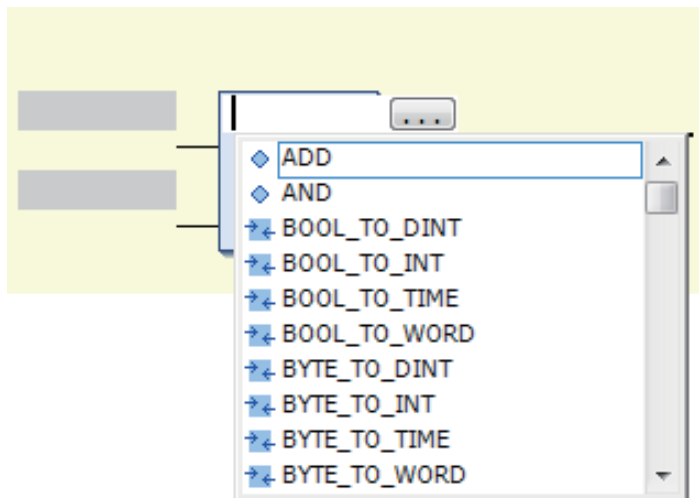 ...
ADD
AND
BOOL_TO_DINT
BOOL_TO_INT
BOOL_TO_TIME
BOOL_TO_WORD
BYTE_TO_DINT
BYTE_TO_INT
BYTE_TO_TIME
BYTE_TO_WORD